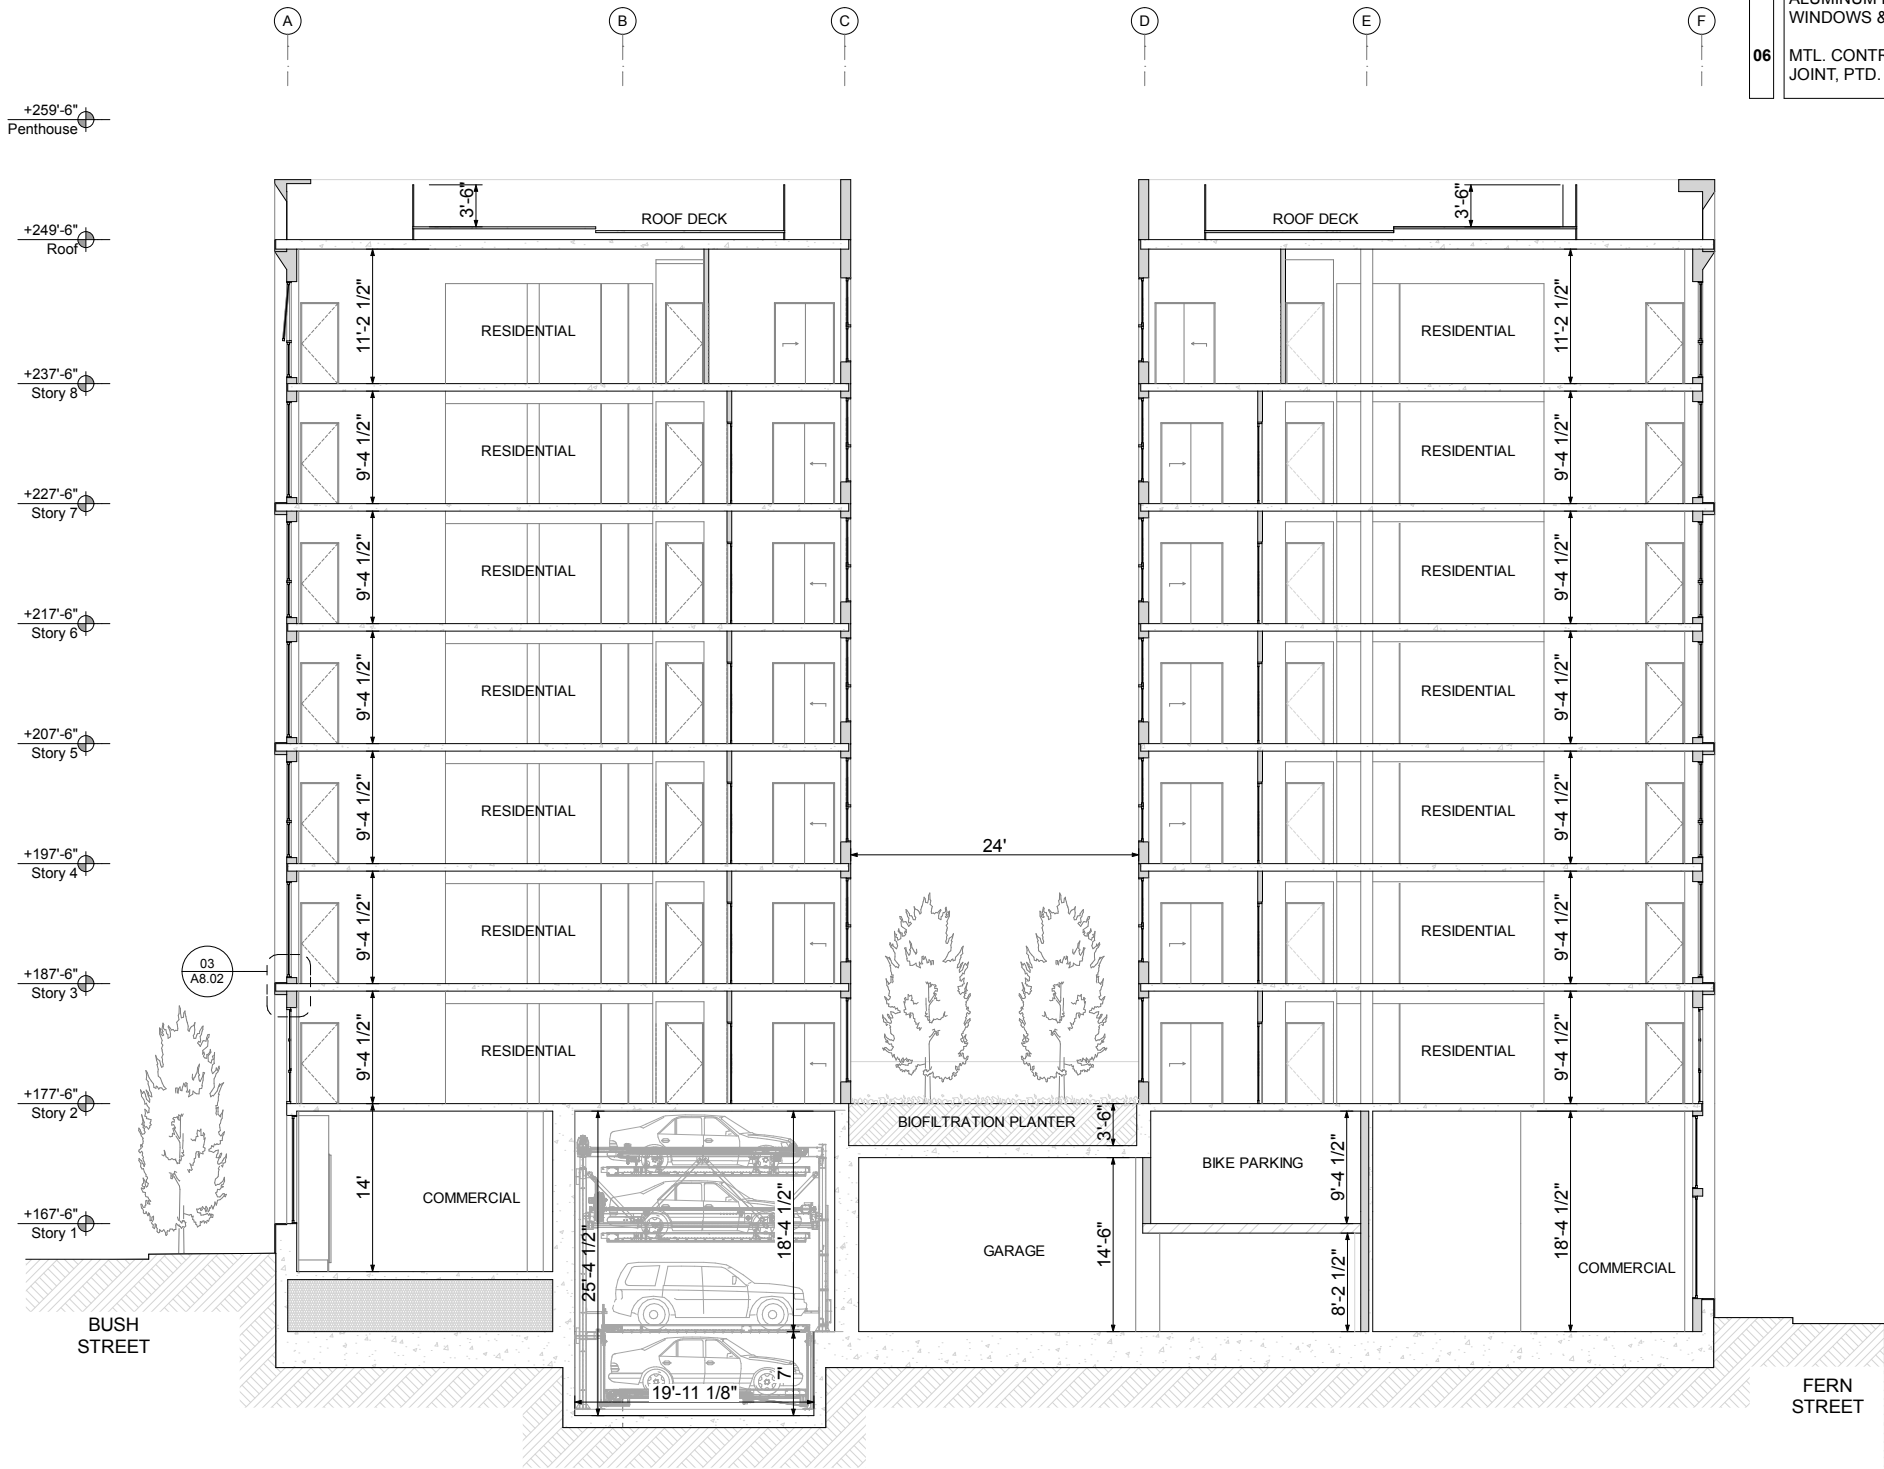 A B C D E F
ALUMINUM
WINDOWS &
06 MTL. CONTR
JOINT, PTD.
+259'-6"
Penthouse
3'-6" ROOF DECK ROOF DECK 3'-6"
+249'-6"
Roof
11'-2 1/2" RESIDENTIAL RESIDENTIAL 11'-2 1/2"
+237'-6"
Story 8
9'-4 1/2" RESIDENTIAL RESIDENTIAL 9'-4 1/2"
+227'-6"
Story 7
9'-4 1/2" RESIDENTIAL RESIDENTIAL 9'-4 1/2"
+217'-6"
Story 6
9'-4 1/2" RESIDENTIAL RESIDENTIAL 9'-4 1/2"
+207'-6"
Story 5
9'-4 1/2" RESIDENTIAL RESIDENTIAL 9'-4 1/2"
24'
+197'-6"
Story 4
9'-4 1/2" RESIDENTIAL RESIDENTIAL 9'-4 1/2"
03
A8.02
+187'-6"
Story 3
9'-4 1/2" RESIDENTIAL RESIDENTIAL 9'-4 1/2"
+177'-6"
Story 2
BIOFILTRATION PLANTER 3'-6"
BIKE PARKING 9'-4 1/2"
14' COMMERCIAL
+167'-6"
Story 1
25'-4 1/2" 18'-4 1/2" GARAGE 14'-6" 8'-2 1/2" 18'-4 1/2" COMMERCIAL
BUSH
STREET
7'
19'-11 1/8"
FERN
STREET